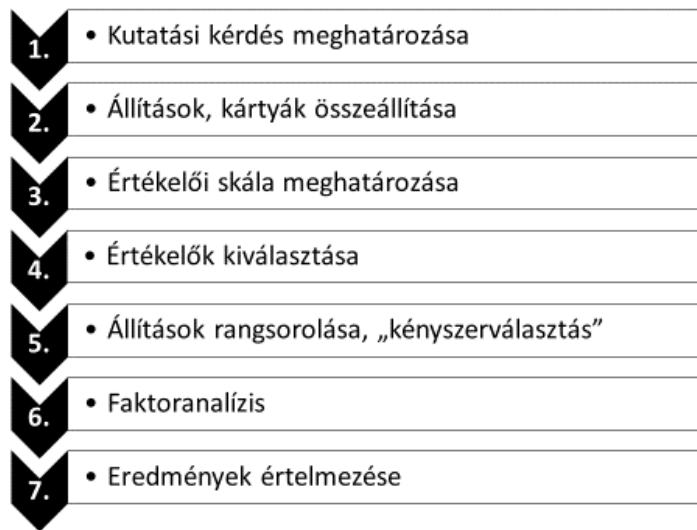 1. • Kutatási kérdés meghatározása
2. • Állítások, kártyák összeállítása
3. • Értékelői skála meghatározása
4. • Értékelők kiválasztása
5. • Állítások rangsorolása, „kényszerválasztás”
6. • Faktoranalízis
7. • Eredmények értelmezése